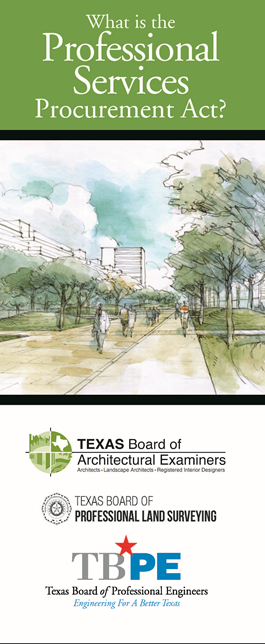 What is the
Professional
Services
Procurement Act?
TEXAS Board of
Architectural Examiners
Architects • Landscape Architects • Registered Interior Designers
TEXAS BOARD OF
PROFESSIONAL LAND SURVEYING
TBPE
Texas Board of Professional Engineers
Engineering For A Better Texas